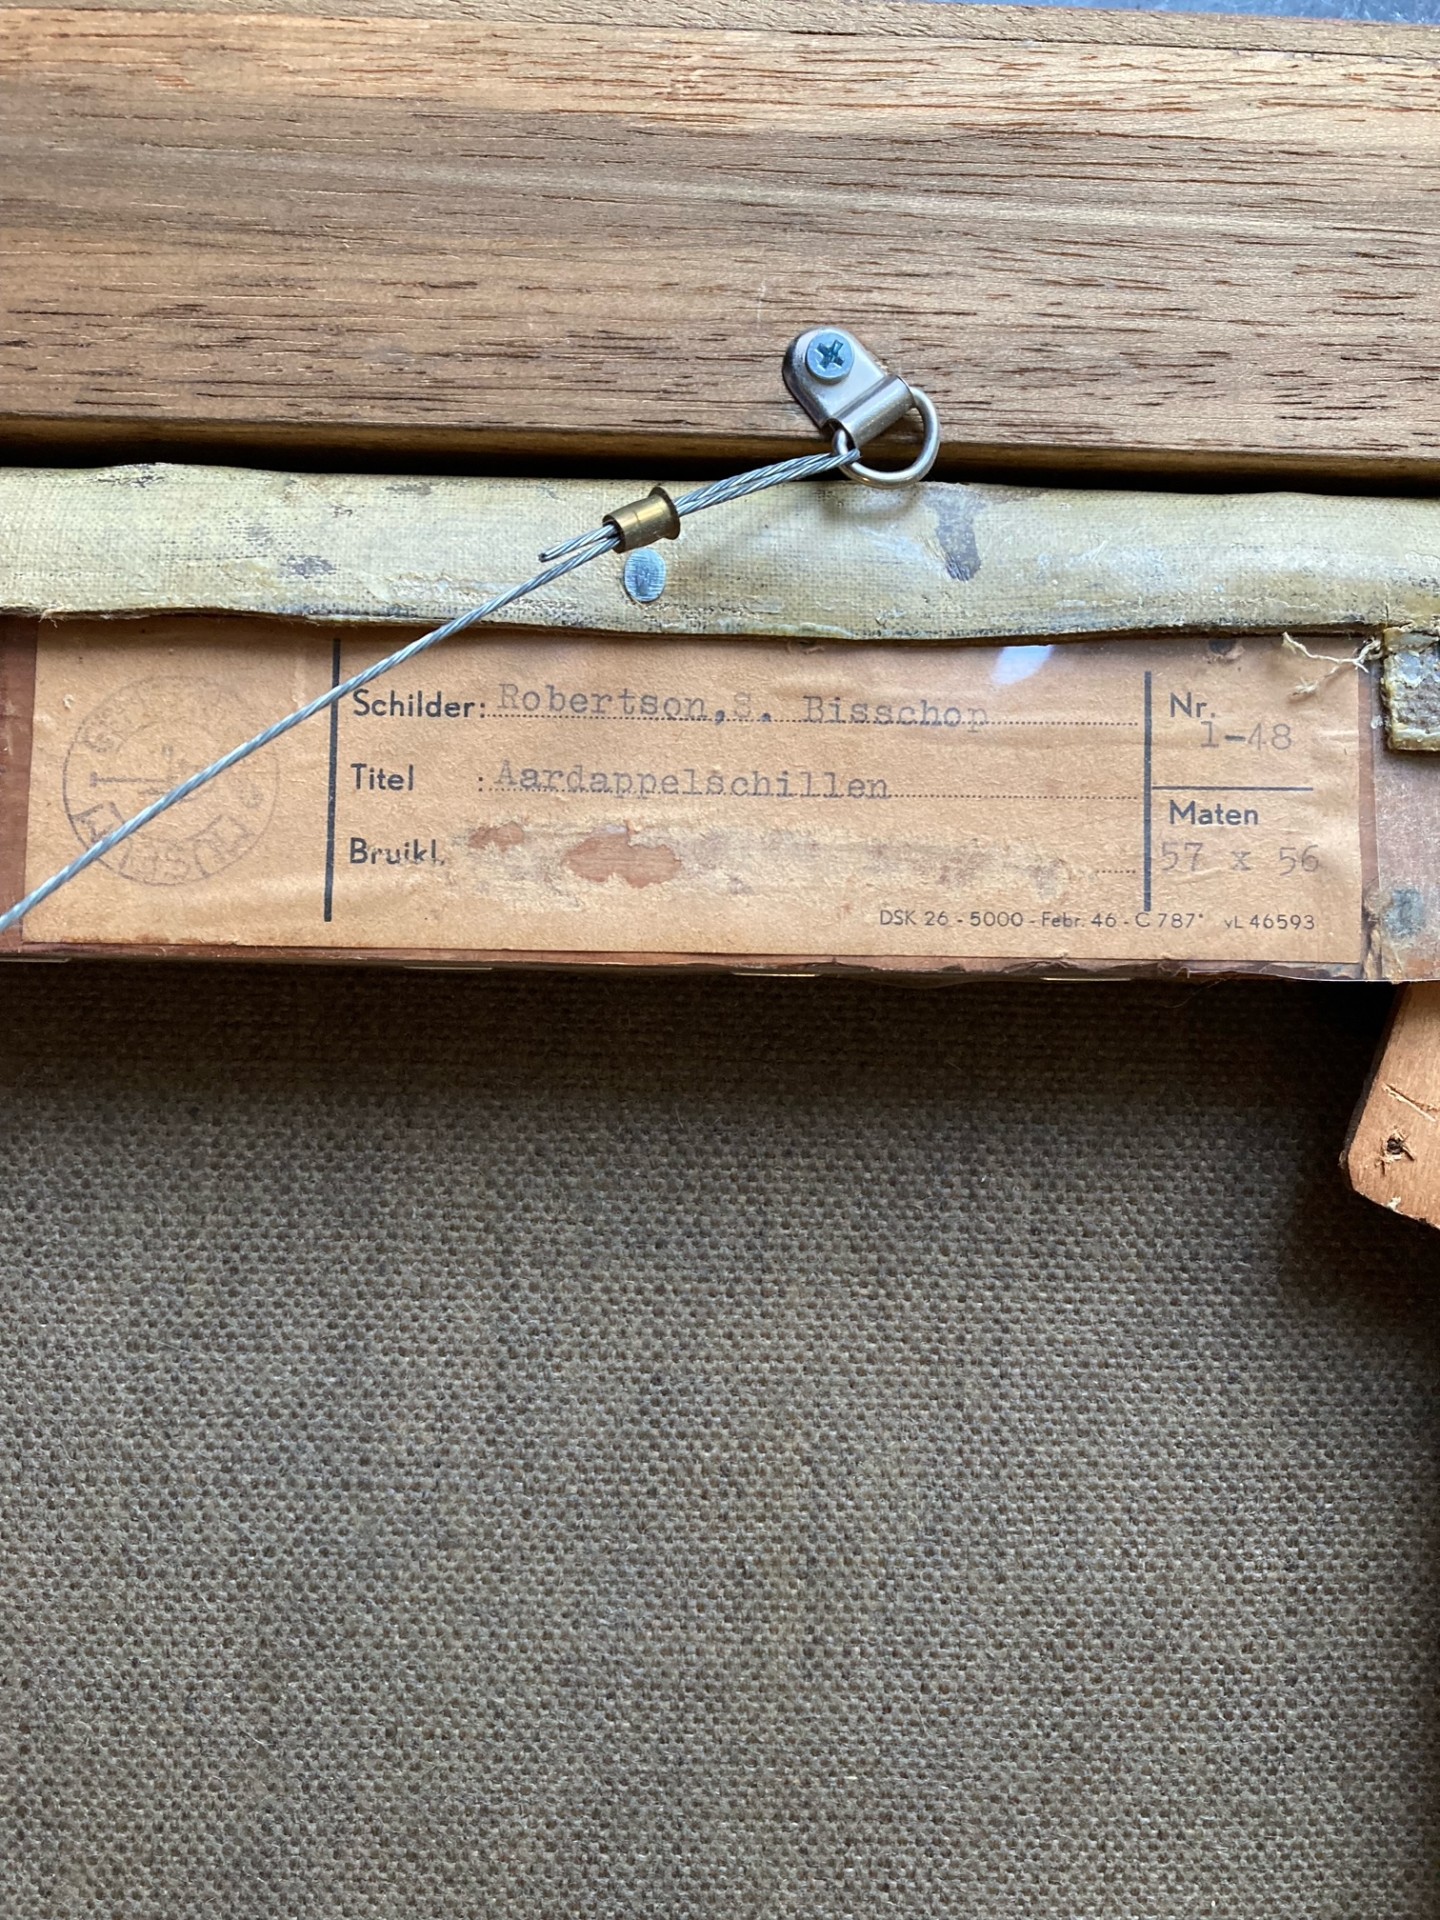 Schilder: Robertson, S. Bisschop
Titel : Aardappelschillen
Bruikl.
Nr.
1-48
Maten
57 x 56
DSK 26 - 5000 - Febr. 46 - C 787* vL 46593